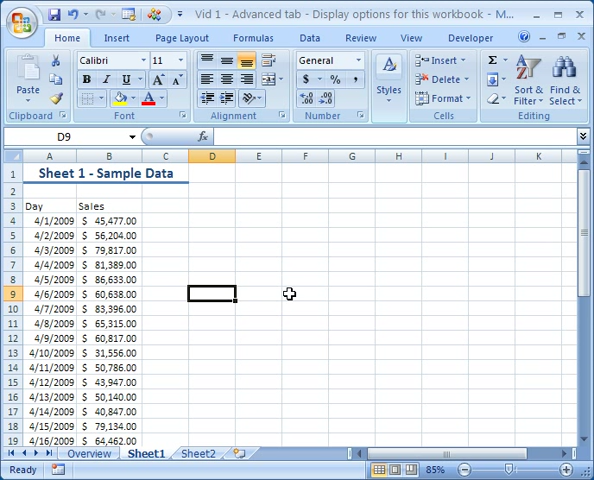 Vid 1 - Advanced tab - Display options for this workbook - M...
Home Insert Page Layout Formulas Data Review View Developer
Paste
Calibri 11
B I U A A
A
General
$ % ,
Styles
Insert
Delete
Format
Σ
Sort & Filter
Find & Select
Clipboard Font Alignment Number Cells Editing
D9 fx
A B C D E F G H I J K
1 Sheet 1 - Sample Data
2
3 Day Sales
4 4/1/2009 $ 45,477.00
5 4/2/2009 $ 56,204.00
6 4/3/2009 $ 79,817.00
7 4/4/2009 $ 81,389.00
8 4/5/2009 $ 86,633.00
9 4/6/2009 $ 60,638.00
10 4/7/2009 $ 83,396.00
11 4/8/2009 $ 65,315.00
12 4/9/2009 $ 60,817.00
13 4/10/2009 $ 31,556.00
14 4/11/2009 $ 50,786.00
15 4/12/2009 $ 43,947.00
16 4/13/2009 $ 50,140.00
17 4/14/2009 $ 40,847.00
18 4/15/2009 $ 79,134.00
19 4/16/2009 $ 64,462.00
Overview Sheet1 Sheet2
Ready 85%